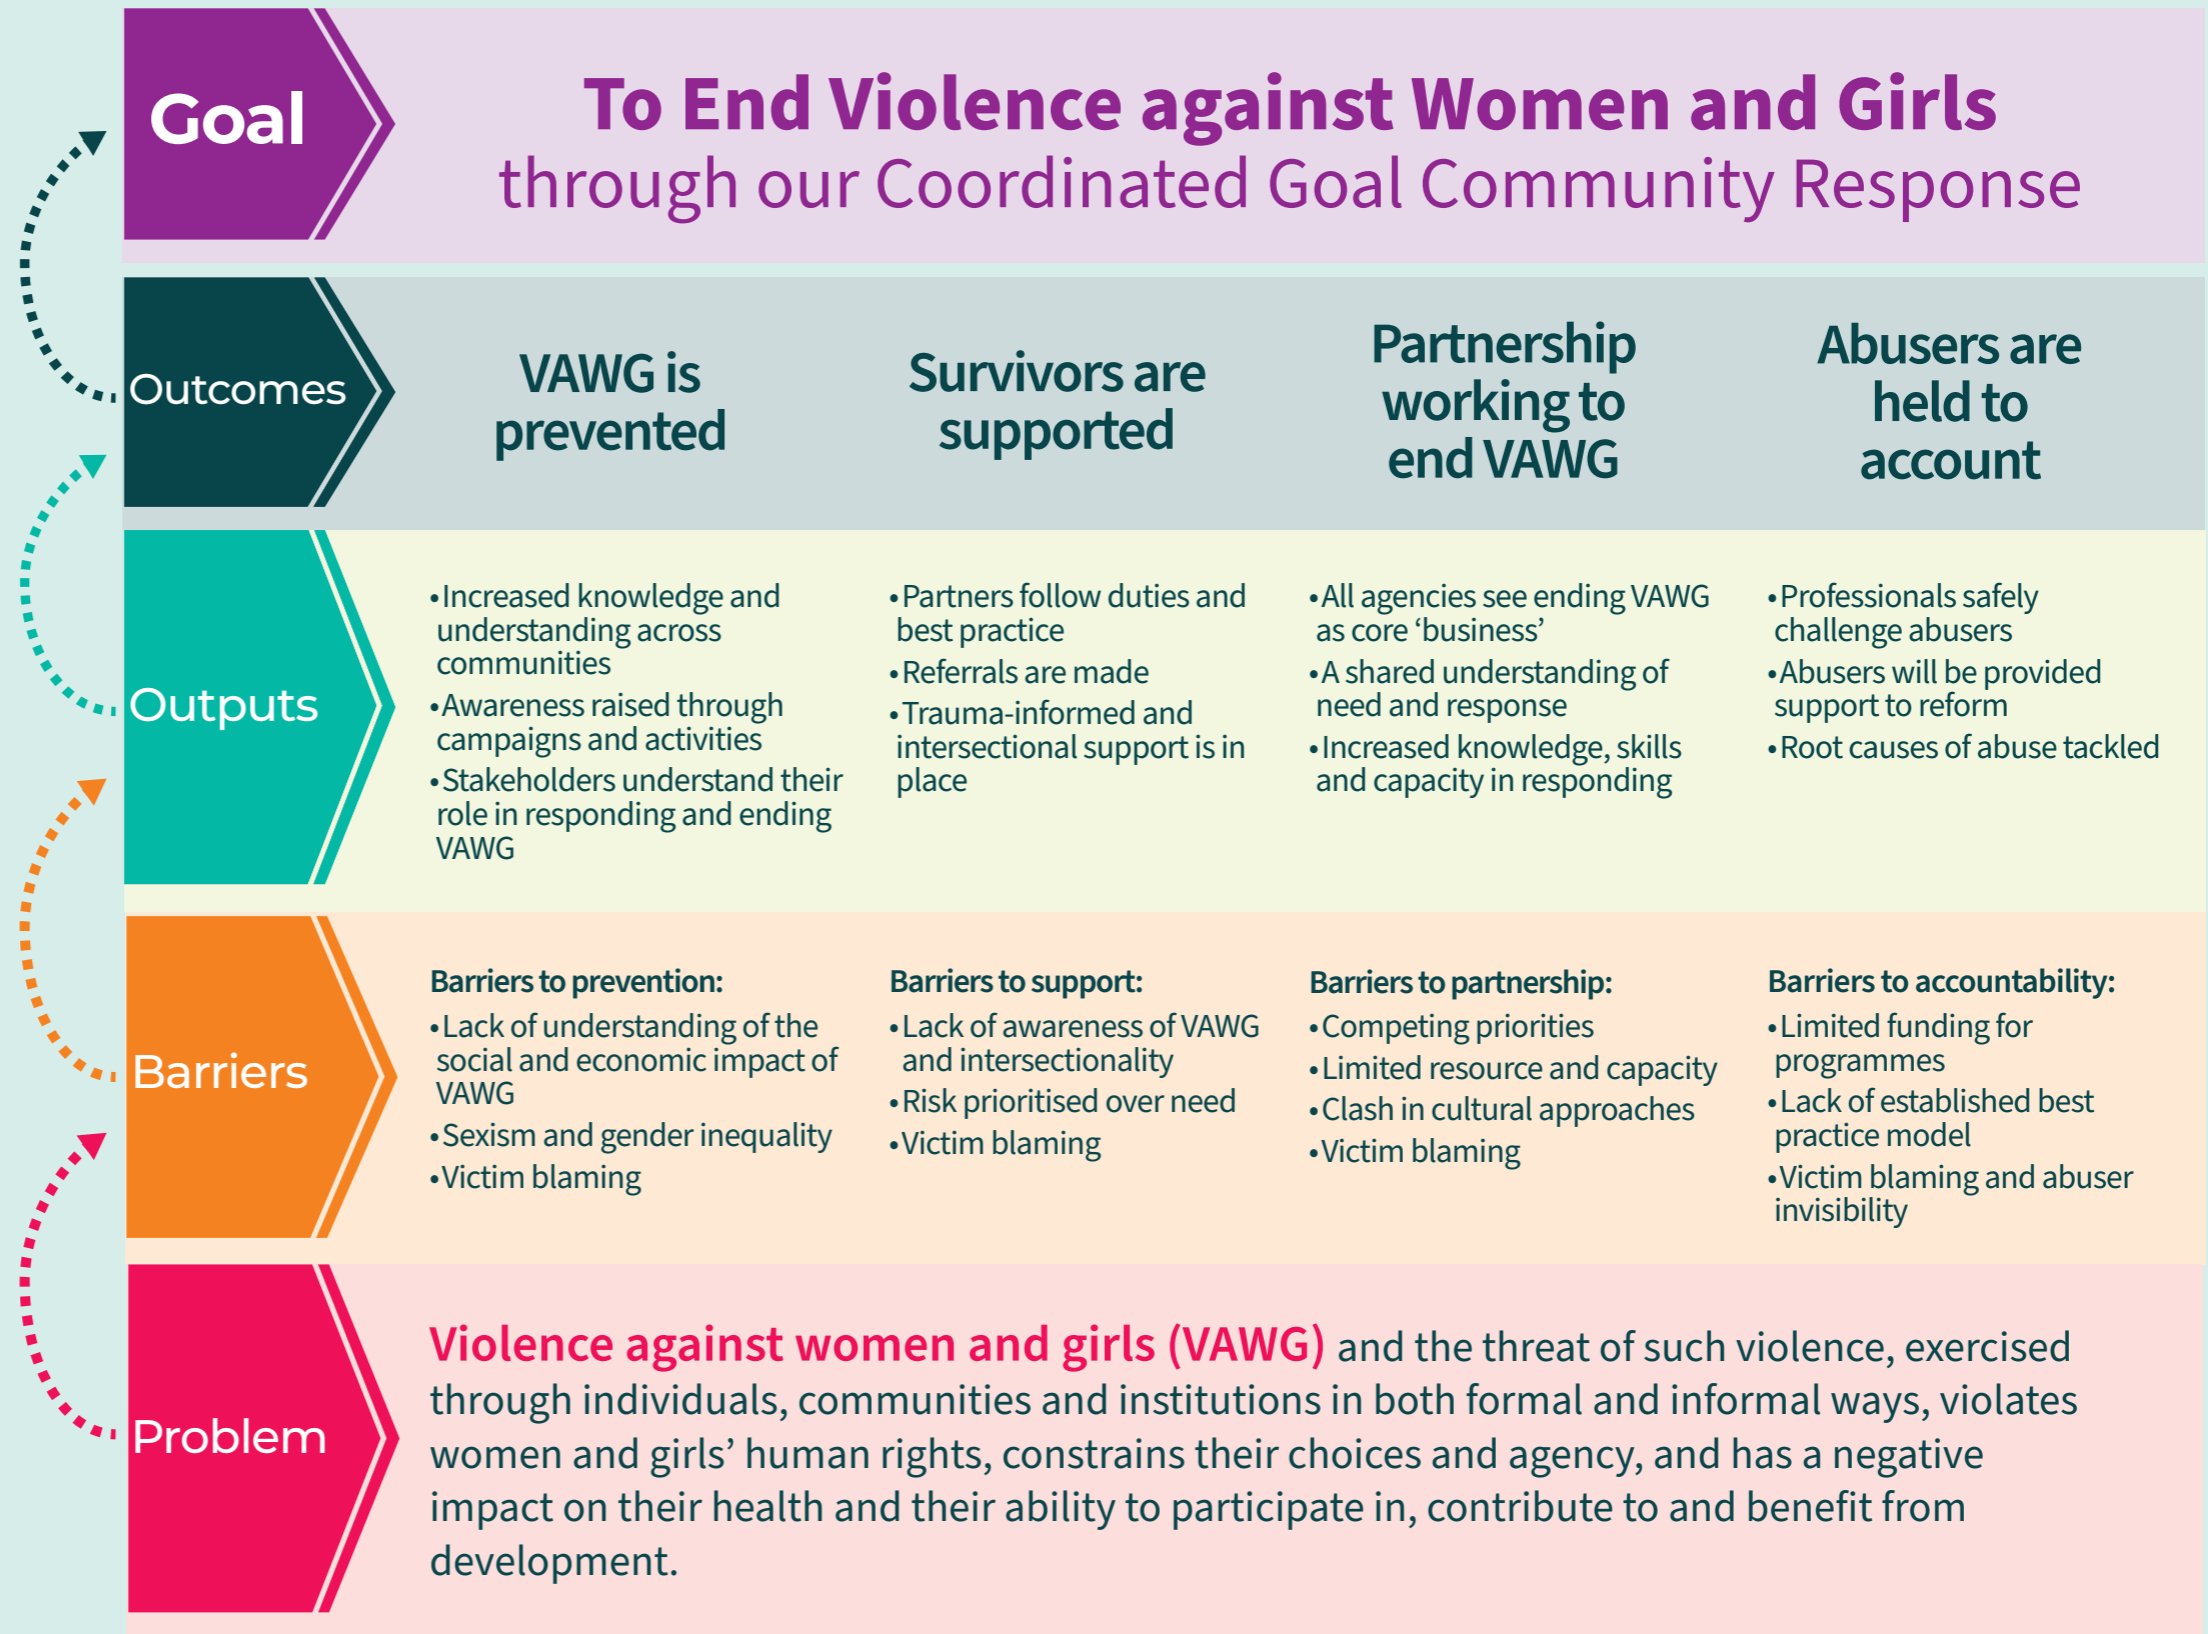 Goal
To End Violence against Women and Girls
through our Coordinated Goal Community Response
Outcomes
VAWG is
prevented
Survivors are
supported
Partnership
working to
end VAWG
Abusers are
held to
account
Outputs
•Increased knowledge and
understanding across
communities
•Awareness raised through
campaigns and activities
•Stakeholders understand their
role in responding and ending
VAWG
•Partners follow duties and
best practice
•Referrals are made
•Trauma-informed and
intersectional support is in
place
•All agencies see ending VAWG
as core ‘business’
•A shared understanding of
need and response
•Increased knowledge, skills
and capacity in responding
•Professionals safely
challenge abusers
•Abusers will be provided
support to reform
•Root causes of abuse tackled
Barriers
Barriers to prevention:
•Lack of understanding of the
social and economic impact of
VAWG
•Sexism and gender inequality
•Victim blaming
Barriers to support:
•Lack of awareness of VAWG
and intersectionality
•Risk prioritised over need
•Victim blaming
Barriers to partnership:
•Competing priorities
•Limited resource and capacity
•Clash in cultural approaches
•Victim blaming
Barriers to accountability:
•Limited funding for
programmes
•Lack of established best
practice model
•Victim blaming and abuser
invisibility
Problem
Violence against women and girls (VAWG) and the threat of such violence, exercised
through individuals, communities and institutions in both formal and informal ways, violates
women and girls’ human rights, constrains their choices and agency, and has a negative
impact on their health and their ability to participate in, contribute to and benefit from
development.